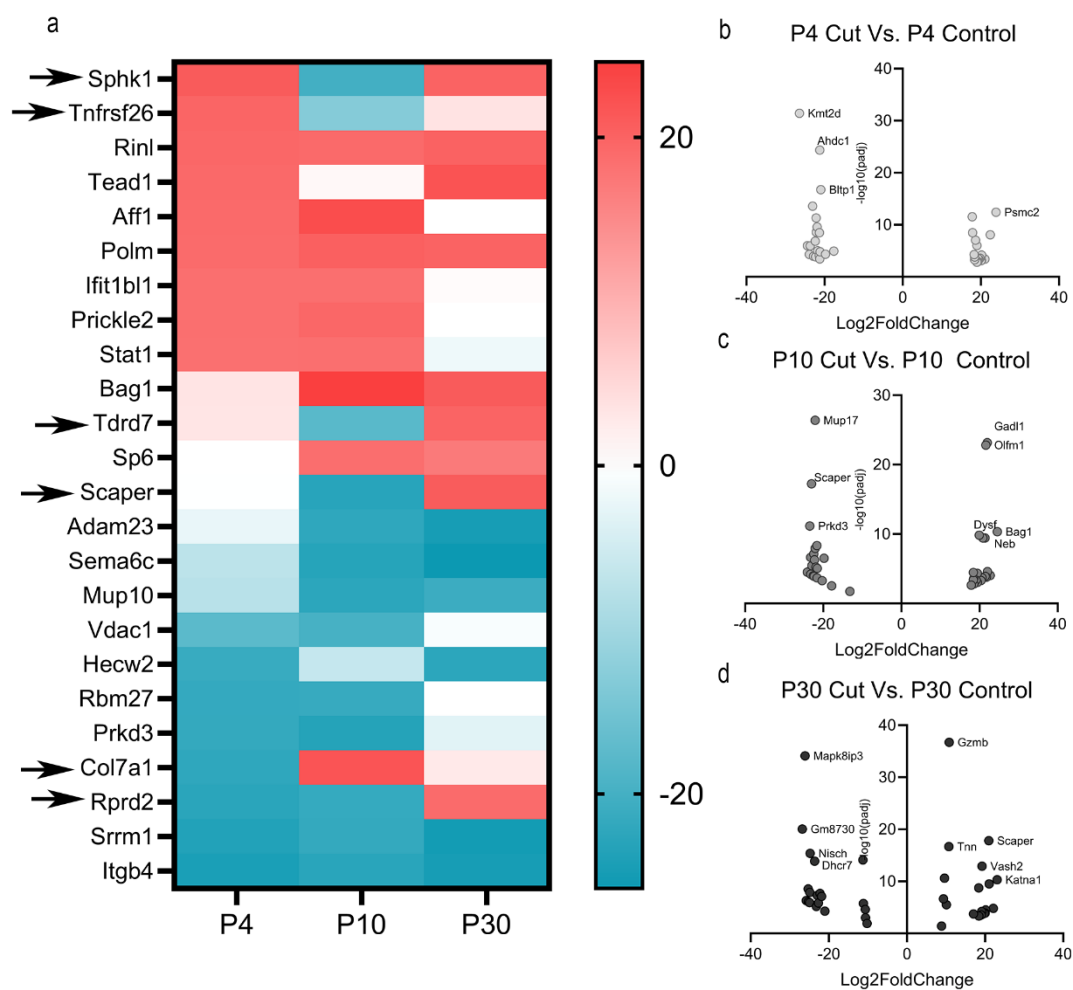 a
Sphk1
Tnfrsf26
Rinl
Tead1
Aff1
Polm
Ifit1bl1
Prickle2
Stat1
Bag1
Tdrd7
Sp6
Scaper
Adam23
Sema6c
Mup10
Vdac1
Hecw2
Rbm27
Prkd3
Col7a1
Rprd2
Srrm1
Itgb4
P4 P10 P30
20
0
-20
b
P4 Cut Vs. P4 Control
40
30
20
10
-log10(padj)
Kmt2d
Ahdc1
Bltp1
Psmc2
-40 -20 0 20 40
Log2FoldChange
c
P10 Cut Vs. P10 Control
30
20
10
-log10(padj)
Mup17
Gadl1
Olfm1
Scaper
Prkd3
Dysf
Bag1
Neb
-40 -20 0 20 40
Log2FoldChange
d
P30 Cut Vs. P30 Control
40
30
20
10
-log10(padj)
Gzmb
Mapk8ip3
Gm8730
Nisch
Dhcr7
Tnn
Scaper
Vash2
Katna1
-40 -20 0 20 40
Log2FoldChange